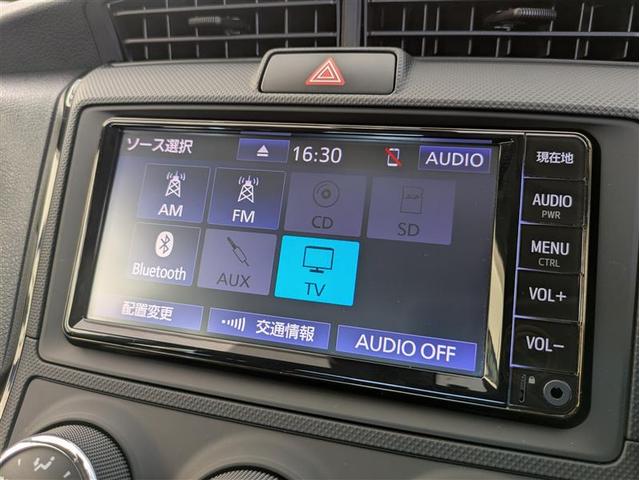 ソース選択
16:30
AUDIO
AM
FM
CD
SD
Bluetooth
AUX
TV
配置変更
交通情報
AUDIO OFF
現在地
AUDIO
PWR
MENU
CTRL
VOL+
VOL−